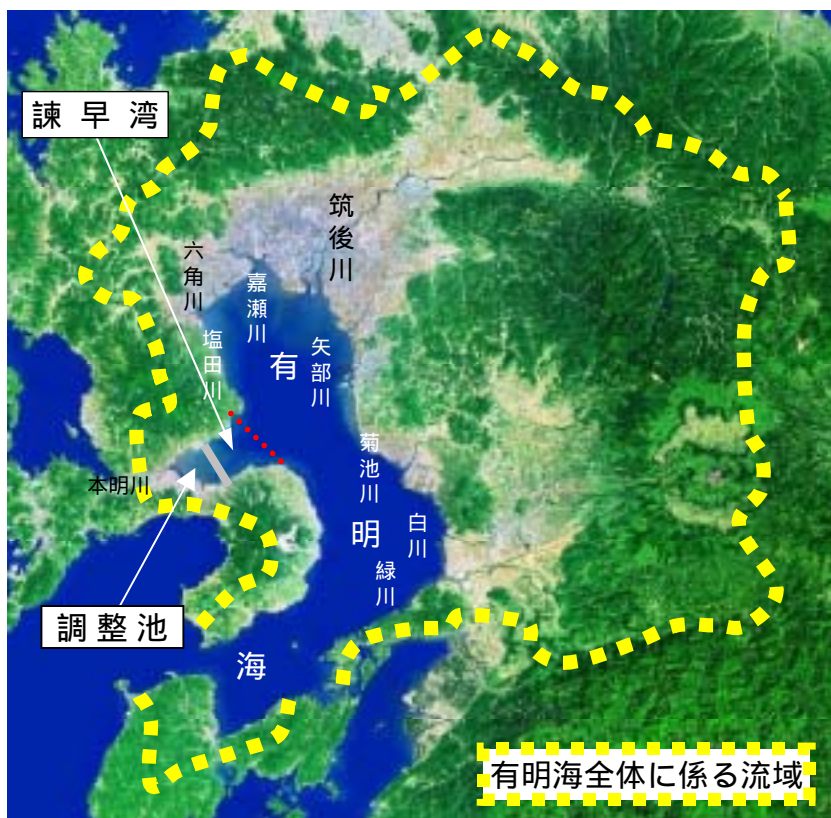 諫早湾
筑後川
六角川
嘉瀬川
塩田川
矢部川
有
明
海
菊池川
本明川
白川
緑川
調整池
有明海全体に係る流域